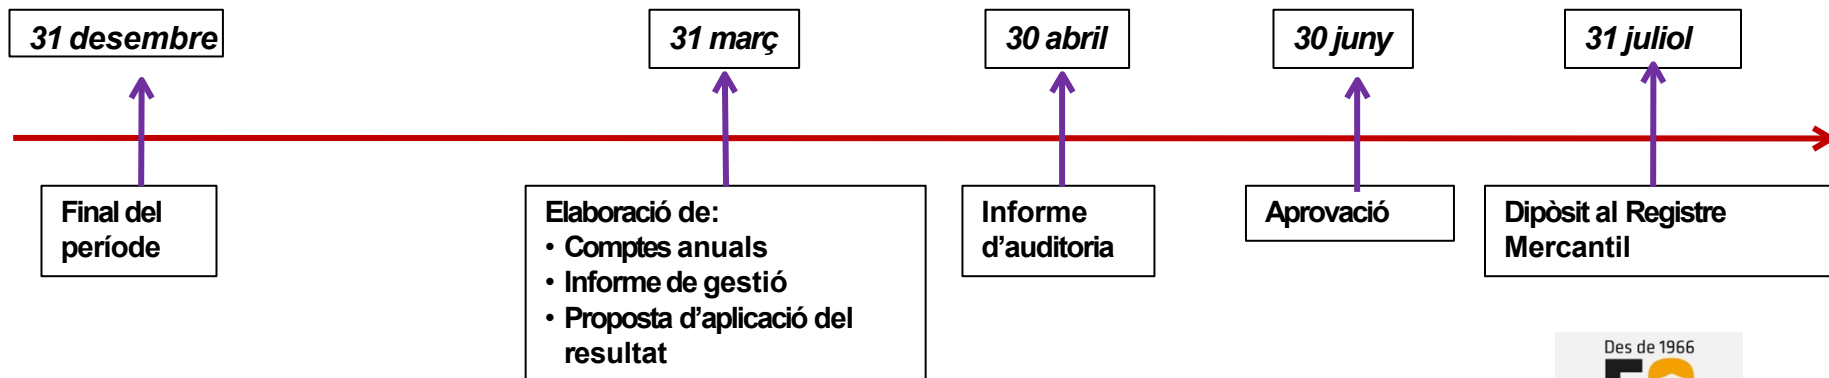 31 desembre
31 març
30 abril
30 juny
31 juliol
Final del
període
Elaboració de:
• Comptes anuals
• Informe de gestió
• Proposta d’aplicació del
resultat
Informe
d’auditoria
Aprovació
Dipòsit al Registre
Mercantil
Des de 1966